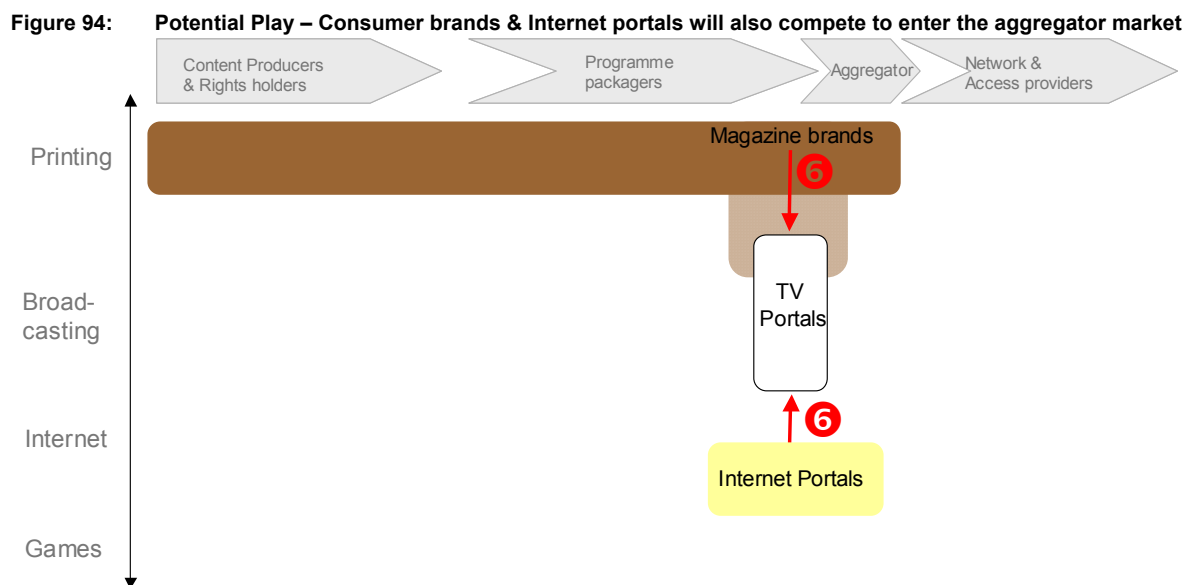 Figure 94: Potential Play – Consumer brands & Internet portals will also compete to enter the aggregator market
Content Producers
& Rights holders
Programme
packagers
Aggregator
Network &
Access providers
Printing
Magazine brands
6
Broad-
casting
TV
Portals
6
Internet
Internet Portals
Games